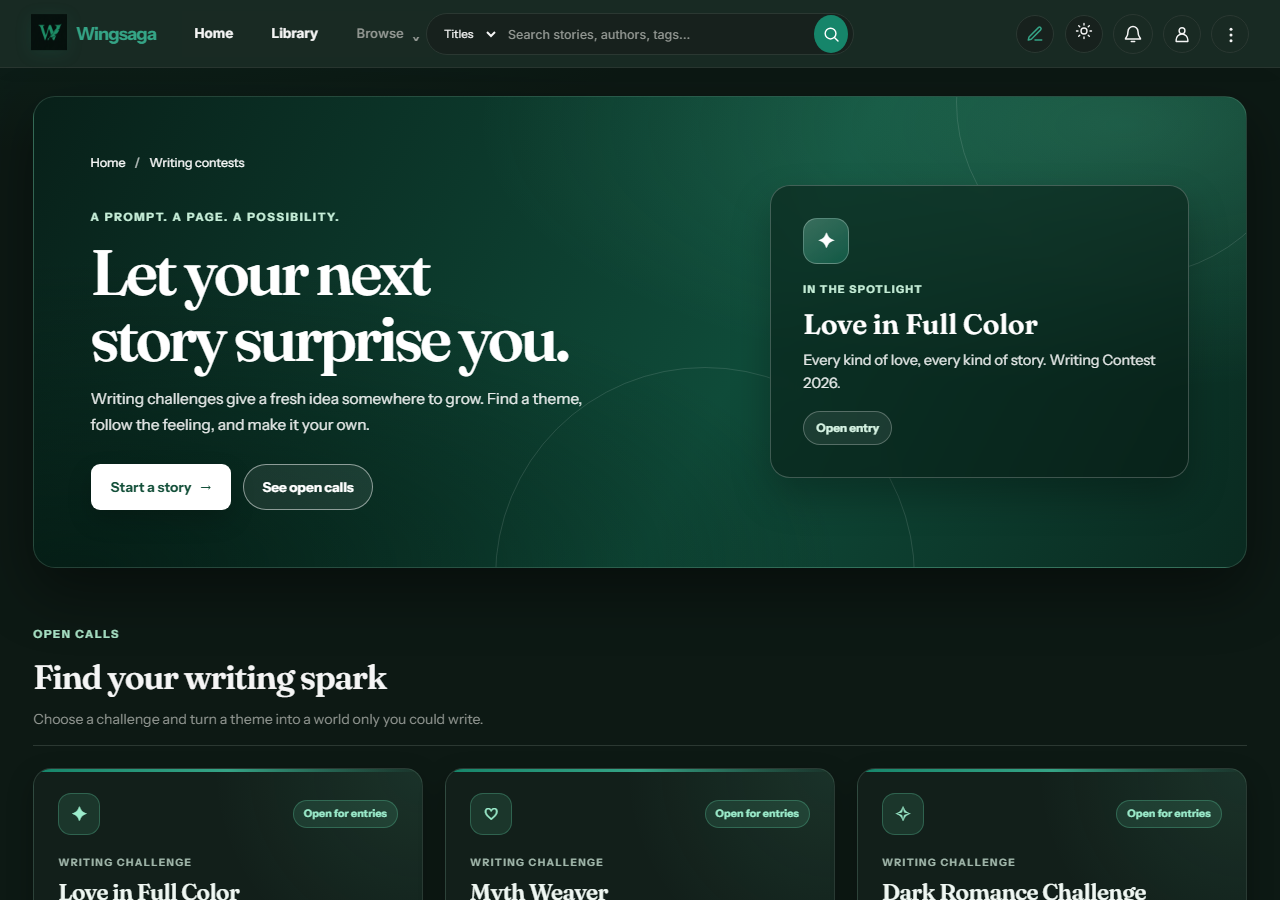 Wingsaga
Home
Library
Browse
Titles
Search stories, authors, tags...
Home / Writing contests
A PROMPT. A PAGE. A POSSIBILITY.
Let your next
story surprise you.
Writing challenges give a fresh idea somewhere to grow. Find a theme,
follow the feeling, and make it your own.
Start a story →
See open calls
IN THE SPOTLIGHT
Love in Full Color
Every kind of love, every kind of story. Writing Contest
2026.
Open entry
OPEN CALLS
Find your writing spark
Choose a challenge and turn a theme into a world only you could write.
Open for entries
WRITING CHALLENGE
Love in Full Color
Open for entries
WRITING CHALLENGE
Myth Weaver
Open for entries
WRITING CHALLENGE
Dark Romance Challenge